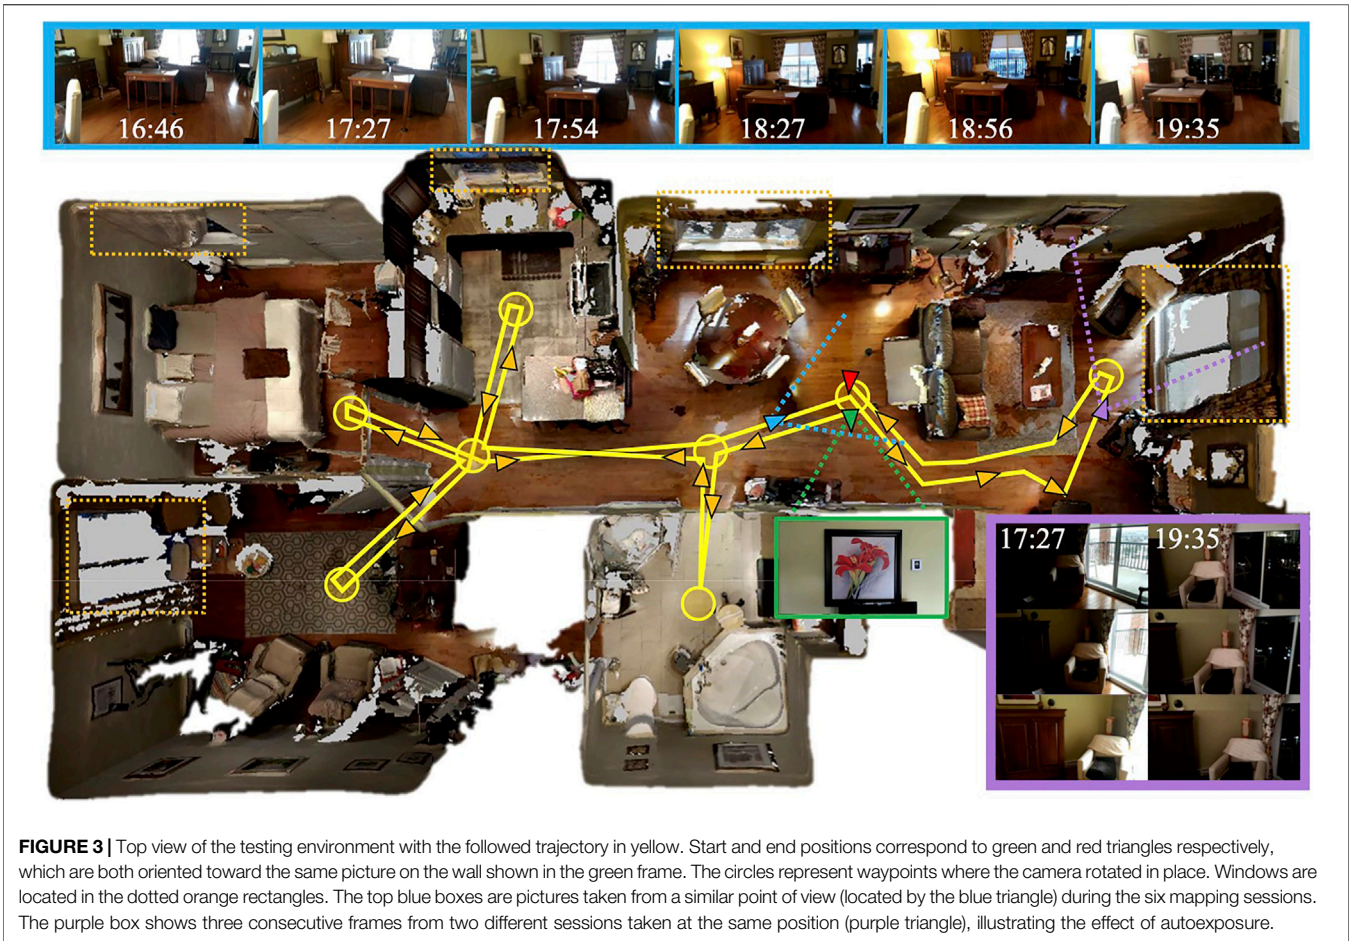 16:46
17:27
17:54
18:27
18:56
19:35
17:27
19:35
FIGURE 3 | Top view of the testing environment with the followed trajectory in yellow. Start and end positions correspond to green and red triangles respectively,
which are both oriented toward the same picture on the wall shown in the green frame. The circles represent waypoints where the camera rotated in place. Windows are
located in the dotted orange rectangles. The top blue boxes are pictures taken from a similar point of view (located by the blue triangle) during the six mapping sessions.
The purple box shows three consecutive frames from two different sessions taken at the same position (purple triangle), illustrating the effect of autoexposure.